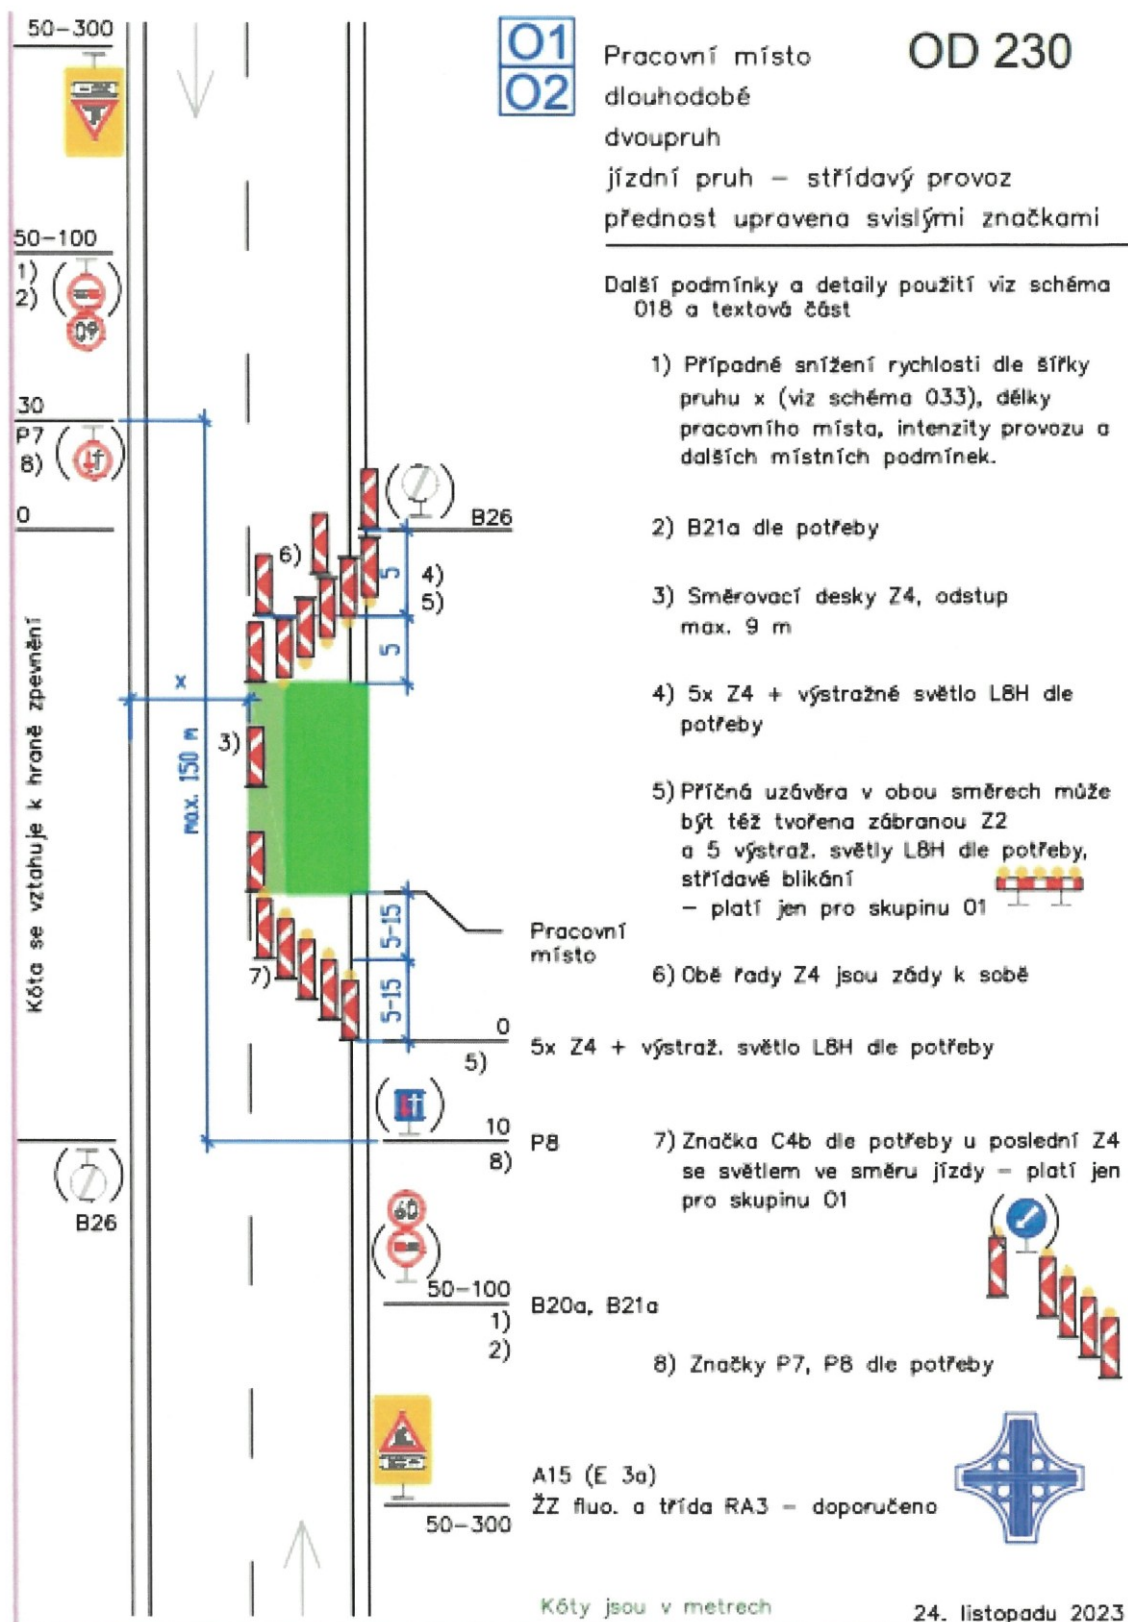 50-300
O1
O2
Pracovní místo
OD 230
dlouhodobé
dvoupruh
jízdní pruh – střídavý provoz
přednost upravena svislými značkami
50-100
1)
2)
60
Další podmínky a detaily použití viz schéma
018 a textová část
1) Případné snížení rychlosti dle šířky
pruhu x (viz schéma 033), délky
pracovního místa, intenzity provozu a
dalších místních podmínek.
30
P7
8)
0
B26
2) B21a dle potřeby
6)
5
4)
5)
5
3) Směrovací desky Z4, odstup
max. 9 m
x
3)
max. 150 m
Kóta se vztahuje k hraně zpevnění
4) 5x Z4 + výstražné světlo L8H dle
potřeby
5) Příčná uzávěra v obou směrech může
být též tvořena zábranou Z2
a 5 výstraž. světly L8H dle potřeby,
střídavé blikání
– platí jen pro skupinu O1
Pracovní
místo
5-15
5-15
7)
6) Obě řady Z4 jsou zády k sobě
0
5)
5x Z4 + výstraž. světlo L8H dle potřeby
10
8)
P8
7) Značka C4b dle potřeby u poslední Z4
se světlem ve směru jízdy – platí jen
pro skupinu O1
B26
60
50-100
1)
2)
B20a, B21a
8) Značky P7, P8 dle potřeby
A15 (E 3a)
ŽZ fluo. a třída RA3 – doporučeno
50-300
Kóty jsou v metrech
24. listopadu 2023